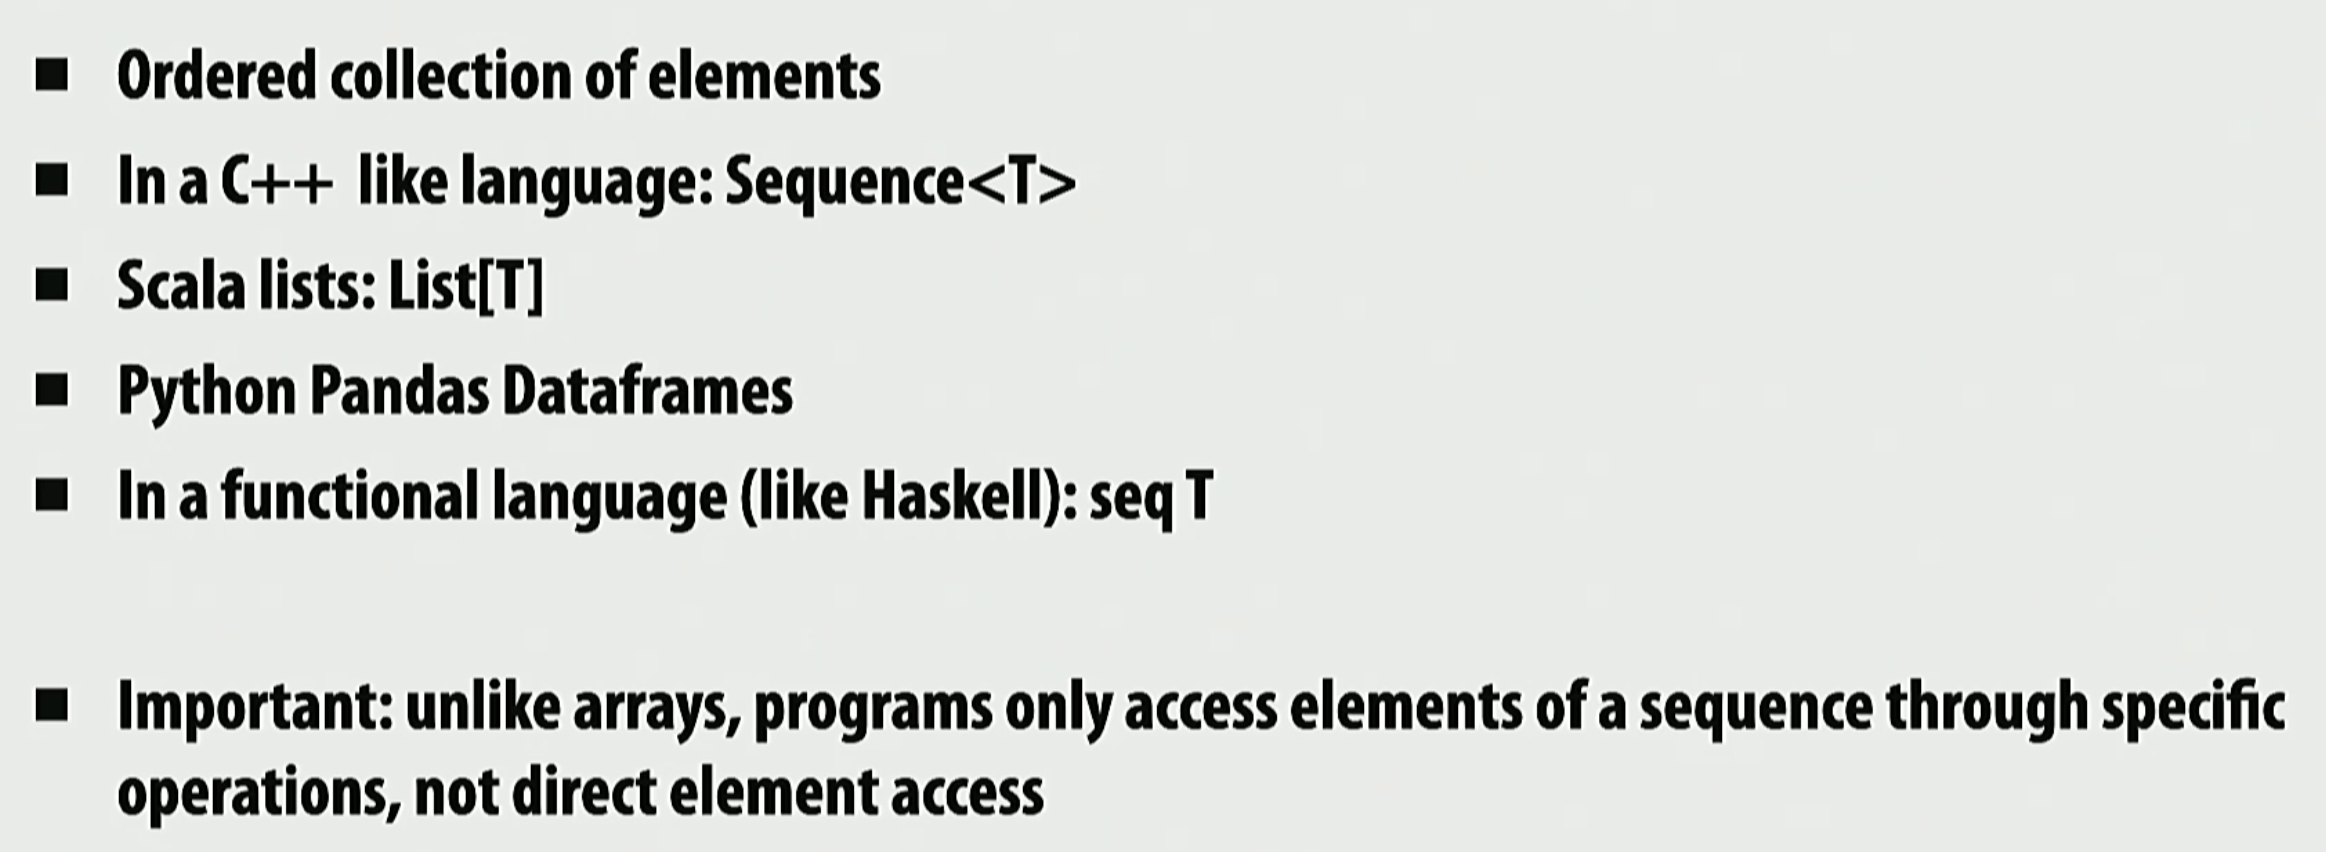 ■ Ordered collection of elements
■ In a C++ like language: Sequence<T>
■ Scala lists: List[T]
■ Python Pandas Dataframes
■ In a functional language (like Haskell): seq T
■ Important: unlike arrays, programs only access elements of a sequence through specific
operations, not direct element access